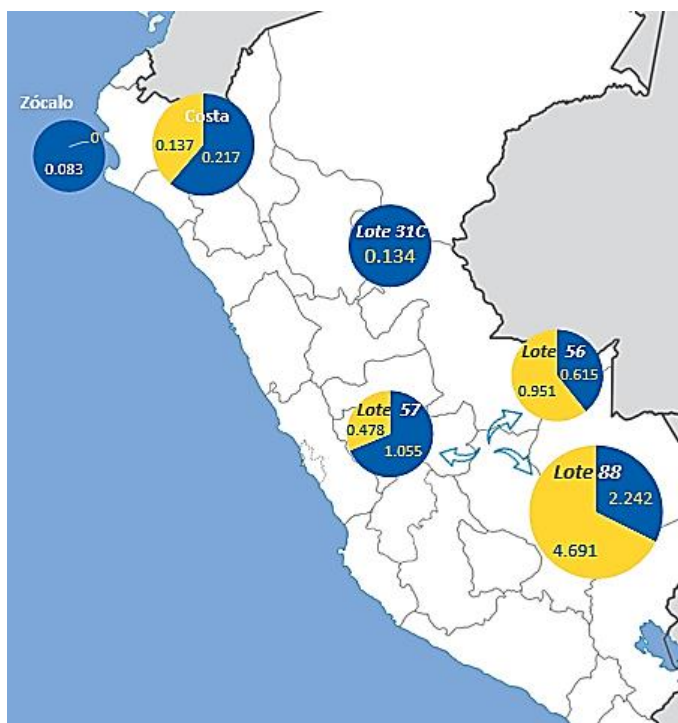 Zócalo
0
0.083
Costa
0.137
0.217
Lote 31C
0.134
Lote 56
0.615
0.951
Lote 57
0.478
1.055
Lote 88
2.242
4.691